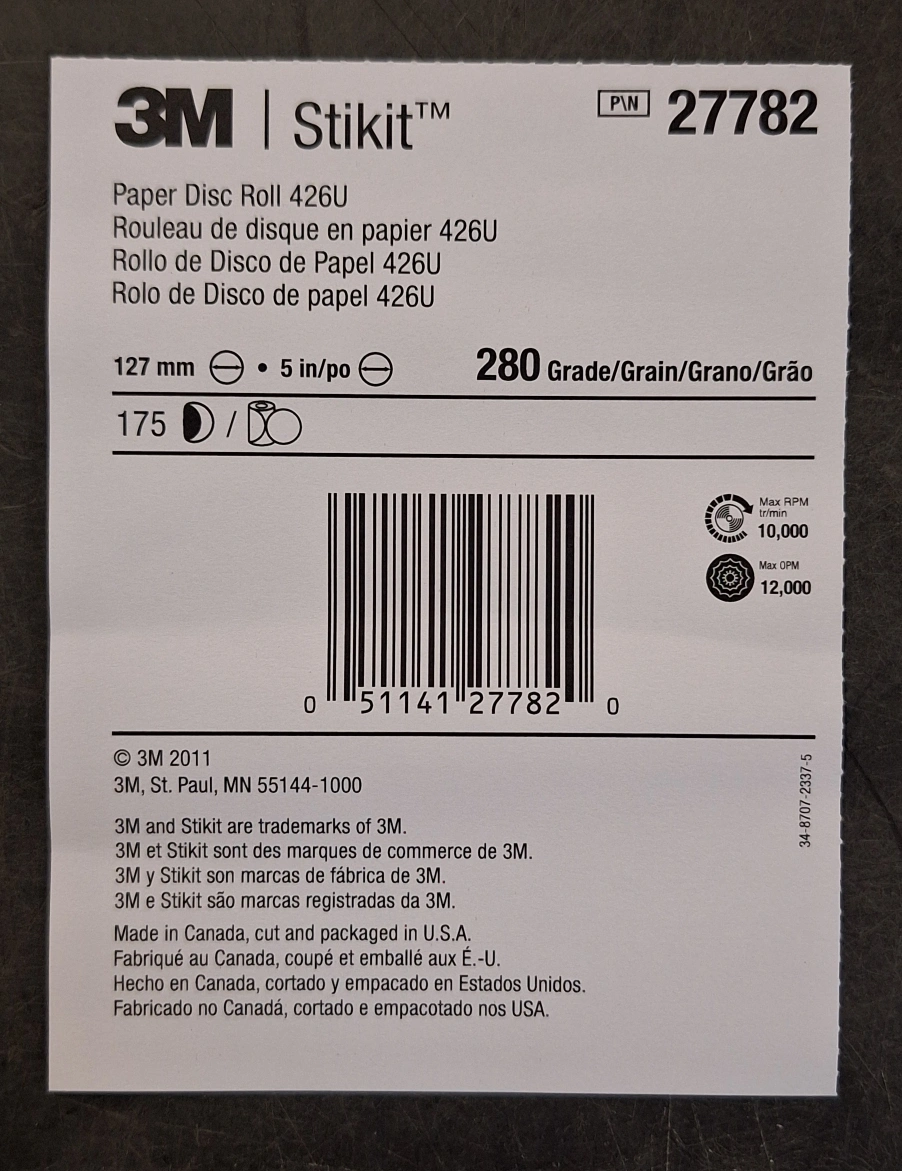 3M | Stikit™
P\N 27782
Paper Disc Roll 426U
Rouleau de disque en papier 426U
Rollo de Disco de Papel 426U
Rolo de Disco de papel 426U
127 mm • 5 in/po
280 Grade/Grain/Grano/Grão
175 /
Max RPM
tr/min
10,000
Max OPM
12,000
0 51141 27782 0
© 3M 2011
3M, St. Paul, MN 55144-1000
34-8707-2337-5
3M and Stikit are trademarks of 3M.
3M et Stikit sont des marques de commerce de 3M.
3M y Stikit son marcas de fábrica de 3M.
3M e Stikit são marcas registradas da 3M.
Made in Canada, cut and packaged in U.S.A.
Fabriqué au Canada, coupé et emballé aux É.-U.
Hecho en Canada, cortado y empacado en Estados Unidos.
Fabricado no Canadá, cortado e empacotado nos USA.